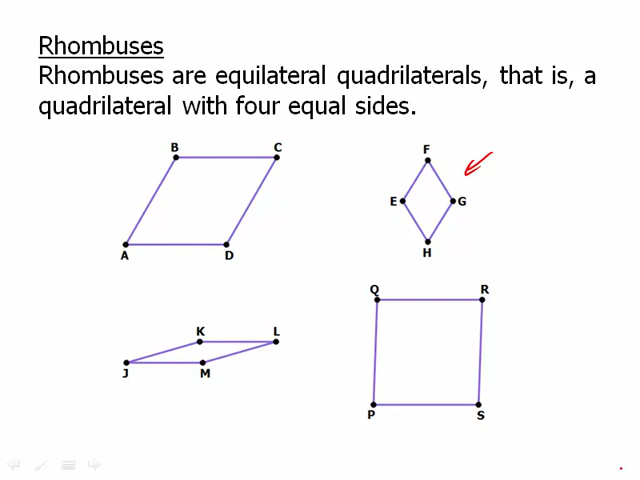 Rhombuses
Rhombuses are equilateral quadrilaterals, that is, a
quadrilateral with four equal sides.
B C
A D
F
E G
H
K L
J M
Q R
P S